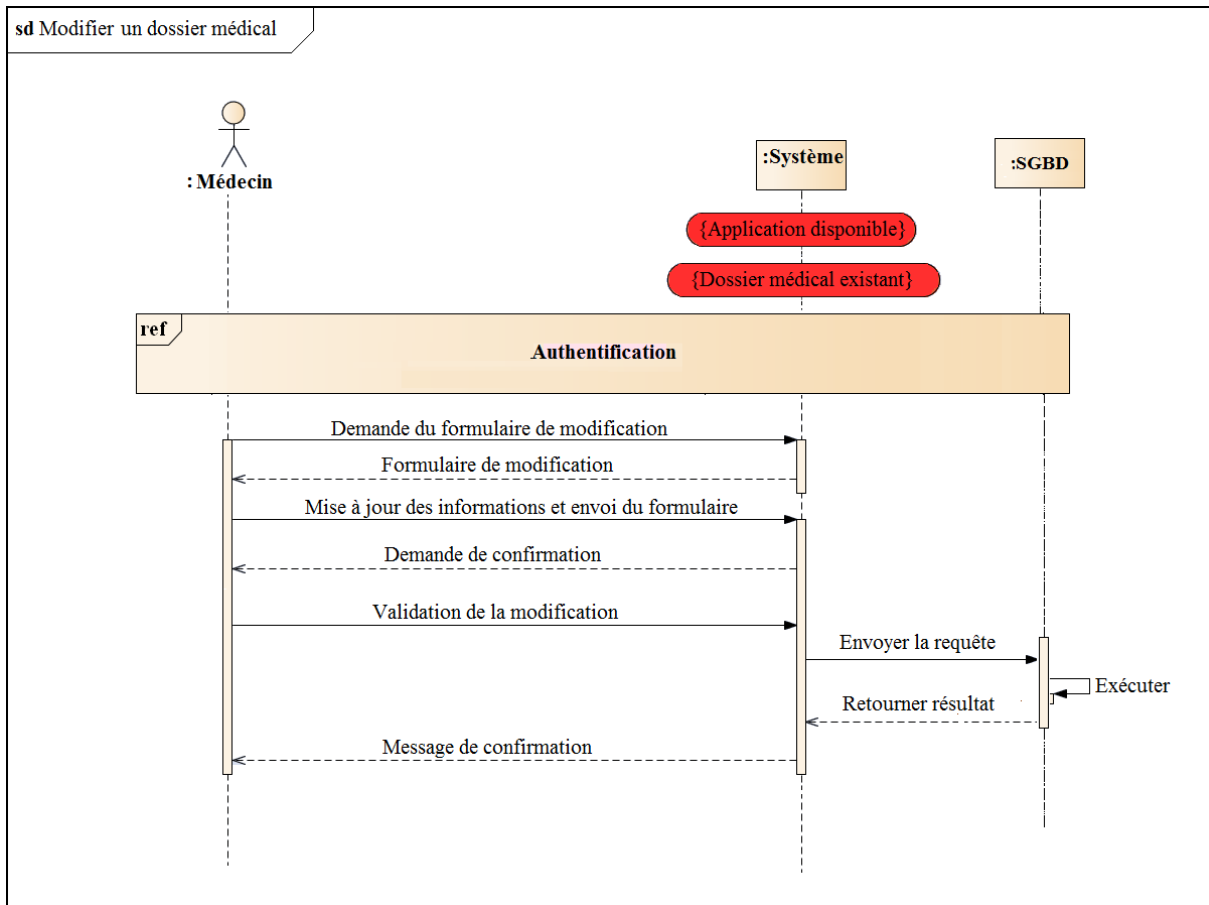 sd Modifier un dossier médical
: Médecin
:Système
:SGBD
{Application disponible}
{Dossier médical existant}
ref
Authentification
Demande du formulaire de modification
Formulaire de modification
Mise à jour des informations et envoi du formulaire
Demande de confirmation
Validation de la modification
Envoyer la requête
Exécuter
Retourner résultat
Message de confirmation